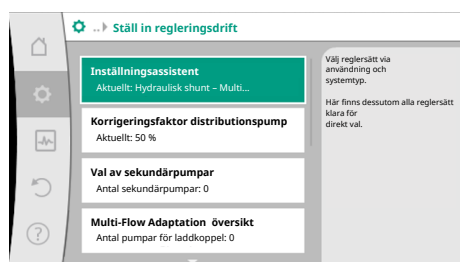 ..▸ Ställ in regleringsdrift
Inställningsassistent
Aktuellt: Hydraulisk shunt – Multi...
Korrigeringsfaktor distributionspump
Aktuellt: 50 %
Val av sekundärpumpar
Antal sekundärpumpar: 0
Multi-Flow Adaptation översikt
Antal pumpar för laddkoppel: 0
Välj reglersätt via
användning och
systemtyp.
Här finns dessutom alla reglersätt
klara för
direkt val.